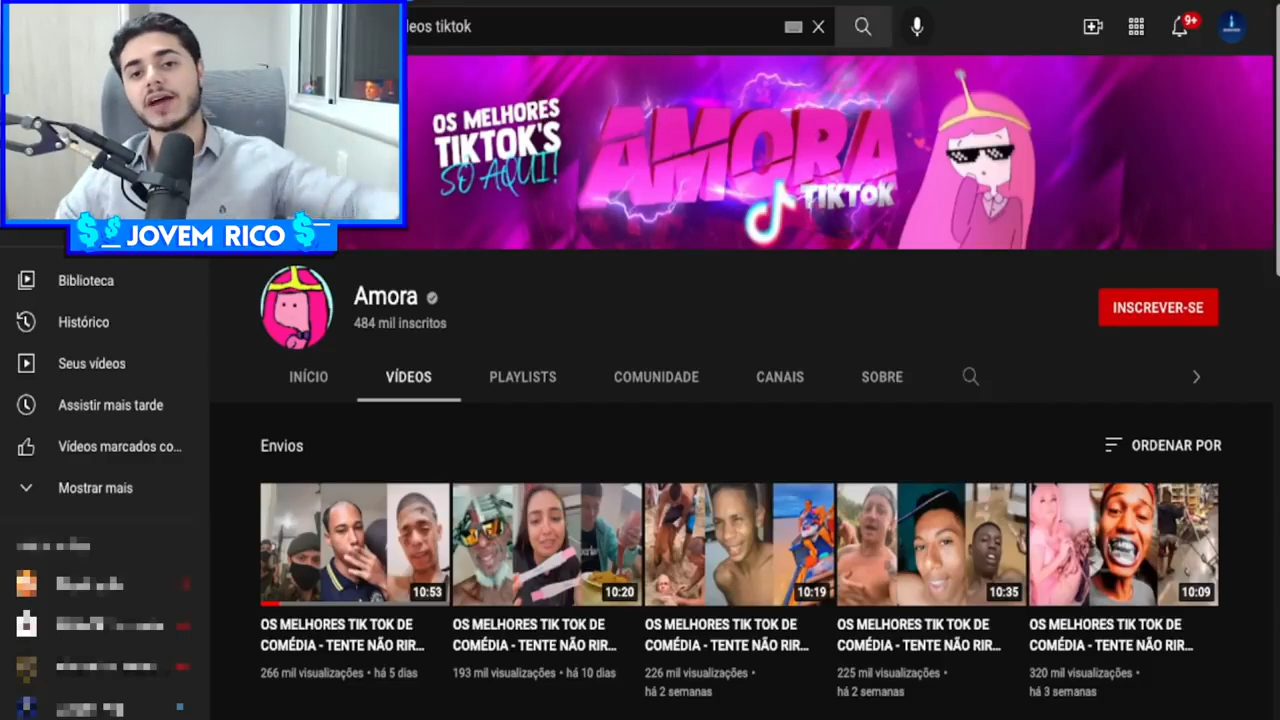 eos tiktok
9+
OS MELHORES
TIKTOK'S
SÓ AQUI!
AMORA
TIKTOK
$ $ JOVEM RICO $
Biblioteca
Histórico
Seus vídeos
Assistir mais tarde
Vídeos marcados co...
Mostrar mais
Amora
484 mil inscritos
INSCREVER-SE
INÍCIO
VÍDEOS
PLAYLISTS
COMUNIDADE
CANAIS
SOBRE
Envios
ORDENAR POR
10:53
OS MELHORES TIK TOK DE
COMÉDIA - TENTE NÃO RIR...
266 mil visualizações • há 5 dias
10:20
OS MELHORES TIK TOK DE
COMÉDIA - TENTE NÃO RIR...
193 mil visualizações • há 10 dias
10:19
OS MELHORES TIK TOK DE
COMÉDIA - TENTE NÃO RIR...
226 mil visualizações •
há 2 semanas
10:35
OS MELHORES TIK TOK DE
COMÉDIA - TENTE NÃO RIR...
225 mil visualizações •
há 2 semanas
10:09
OS MELHORES TIK TOK DE
COMÉDIA - TENTE NÃO RIR...
320 mil visualizações •
há 3 semanas